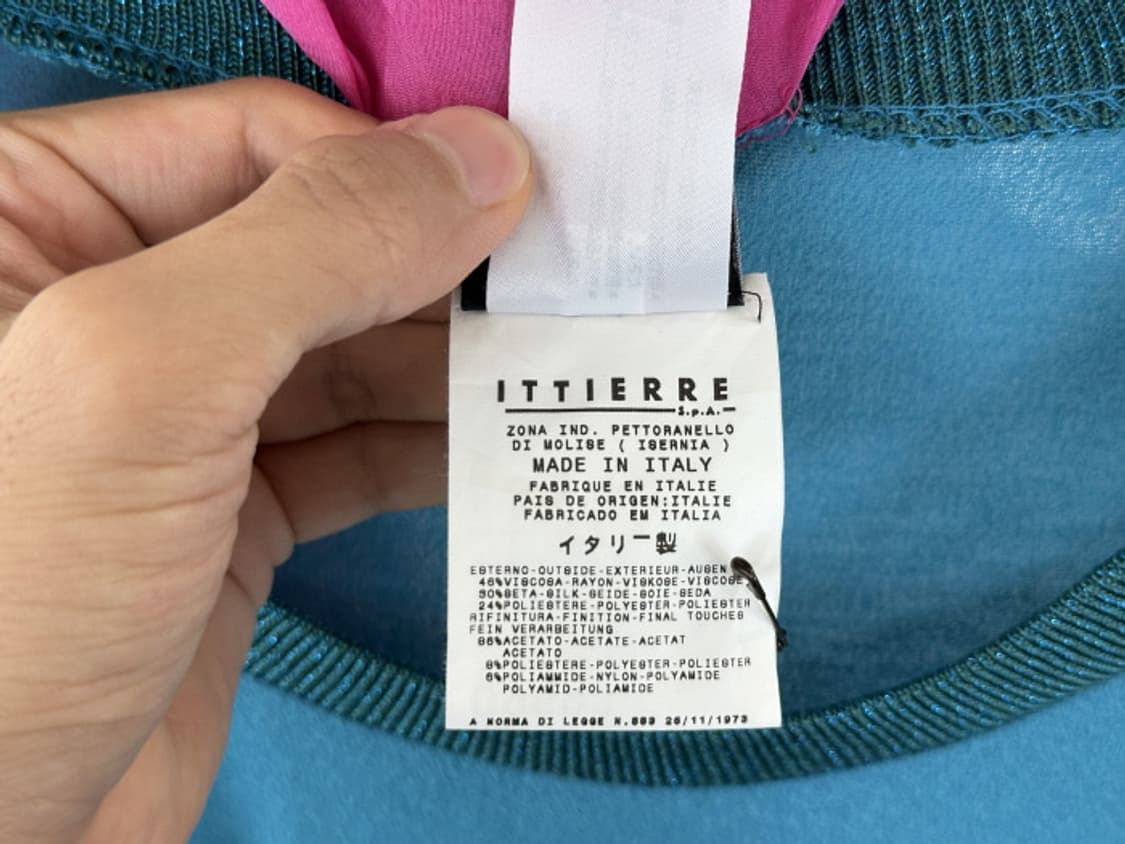 ITTIERRE
S.p.A.
ZONA IND. PETTORANELLO
DI MOLISE ( ISERNIA )
MADE IN ITALY
FABRIQUE EN ITALIE
PAIS DE ORIGEN:ITALIE
FABRICADO EM ITALIA
イタリー製
ESTERNO-OUTSIDE-EXTERIEUR-AUSEN
46%VISCOSA-RAYON-VISKOSE-VISCOSE
30%SETA-SILK-SEIDE-SOIE-SEDA
24%POLIESTERE-POLYESTER-POLIESTER
RIFINITURA-FINITION-FINAL TOUCHES
FEIN VERARBEITUNG
86%ACETATO-ACETATE-ACETAT
ACETATO
8%POLIESTERE-POLYESTER-POLIESTER
6%POLIAMMIDE-NYLON-POLYAMIDE
POLYAMID-POLIAMIDE
A NORMA DI LEGGE N.883 26/11/1973